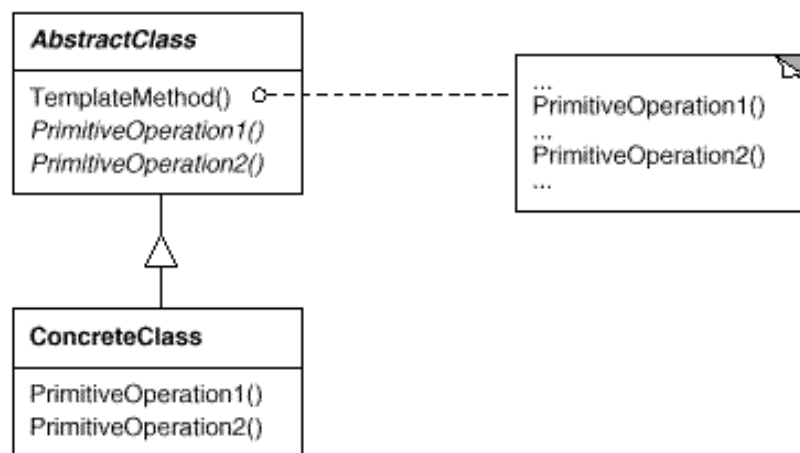 AbstractClass
TemplateMethod()
PrimitiveOperation1()
PrimitiveOperation2()
...
PrimitiveOperation1()
...
PrimitiveOperation2()
...
ConcreteClass
PrimitiveOperation1()
PrimitiveOperation2()